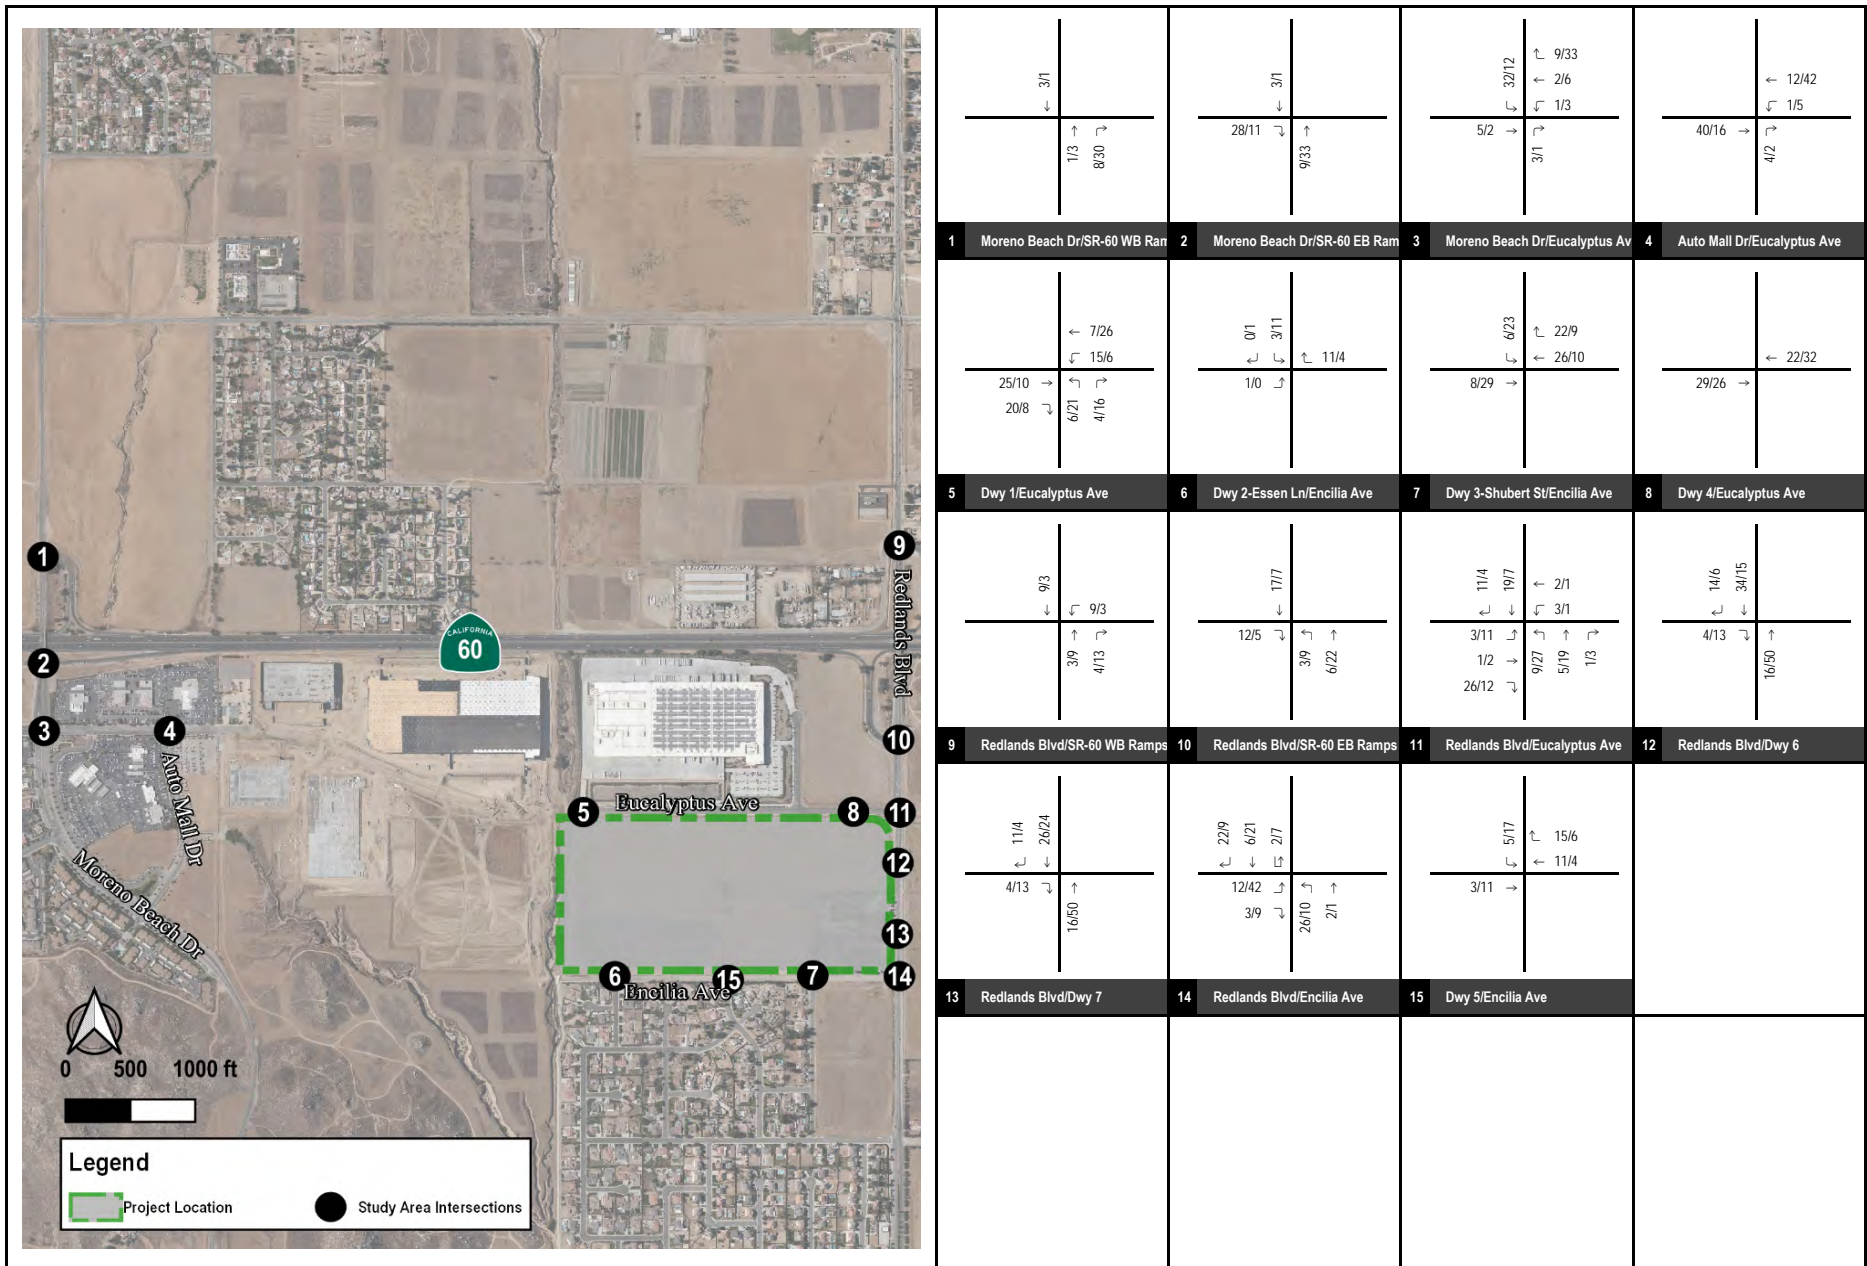 1
9
Redlands Blvd
CALIFORNIA
60
2
3
4
10
Auto Mall Dr
5
Eucalyptus Ave
8
11
12
Moreno Beach Dr
13
6
15
7
14
Encilia Ave
0 500 1000 ft
Legend
Project Location
Study Area Intersections
3/1
↓
↑ ↱
1/3 8/30
1 Moreno Beach Dr/SR-60 WB Ram
3/1
↓
28/11
↑
9/33
2 Moreno Beach Dr/SR-60 EB Ram
32/12
9/33
← 2/6
1/3
5/2 →
3/1
3 Moreno Beach Dr/Eucalyptus Av
← 12/42
1/5
40/16 →
4/2
4 Auto Mall Dr/Eucalyptus Ave
← 7/26
15/6
25/10 →
20/8
6/21 4/16
5 Dwy 1/Eucalyptus Ave
0/1 3/11
11/4
1/0
6 Dwy 2-Essen Ln/Encilia Ave
6/23
22/9
← 26/10
8/29 →
7 Dwy 3-Shubert St/Encilia Ave
← 22/32
29/26 →
8 Dwy 4/Eucalyptus Ave
9/3
↓ 9/3
↑ ↱
3/9 4/13
9 Redlands Blvd/SR-60 WB Ramps
17/7
↓
12/5
3/9 6/22
10 Redlands Blvd/SR-60 EB Ramps
11/4 19/7
← 2/1
3/1
3/11
1/2 →
26/12
9/27 5/19 1/3
11 Redlands Blvd/Eucalyptus Ave
14/6 34/15
4/13
16/50
12 Redlands Blvd/Dwy 6
11/4 26/24
4/13
16/50
13 Redlands Blvd/Dwy 7
22/9 6/21 2/7
12/42
3/9
26/10 2/1
14 Redlands Blvd/Encilia Ave
5/17
15/6
← 11/4
3/11 →
15 Dwy 5/Encilia Ave